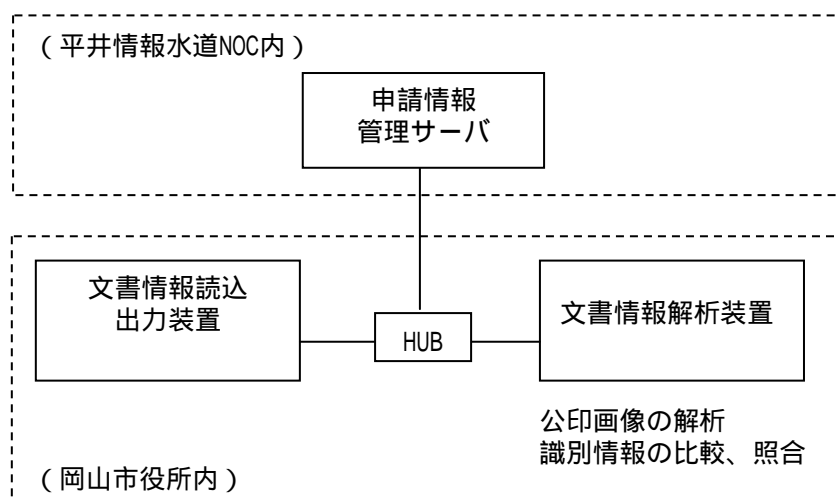 （平井情報水道NOC内）
申請情報
管理サーバ
文書情報読込
出力装置
HUB
文書情報解析装置
公印画像の解析
識別情報の比較、照合
（岡山市役所内）